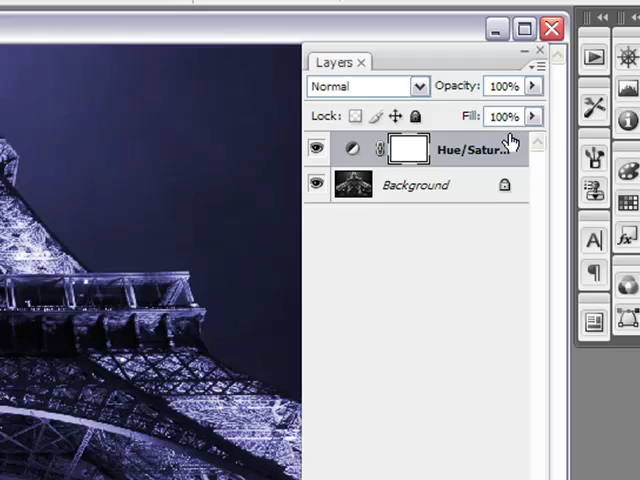 Layers
Normal
Opacity: 100%
Lock:
Fill: 100%
Hue/Satur...
Background